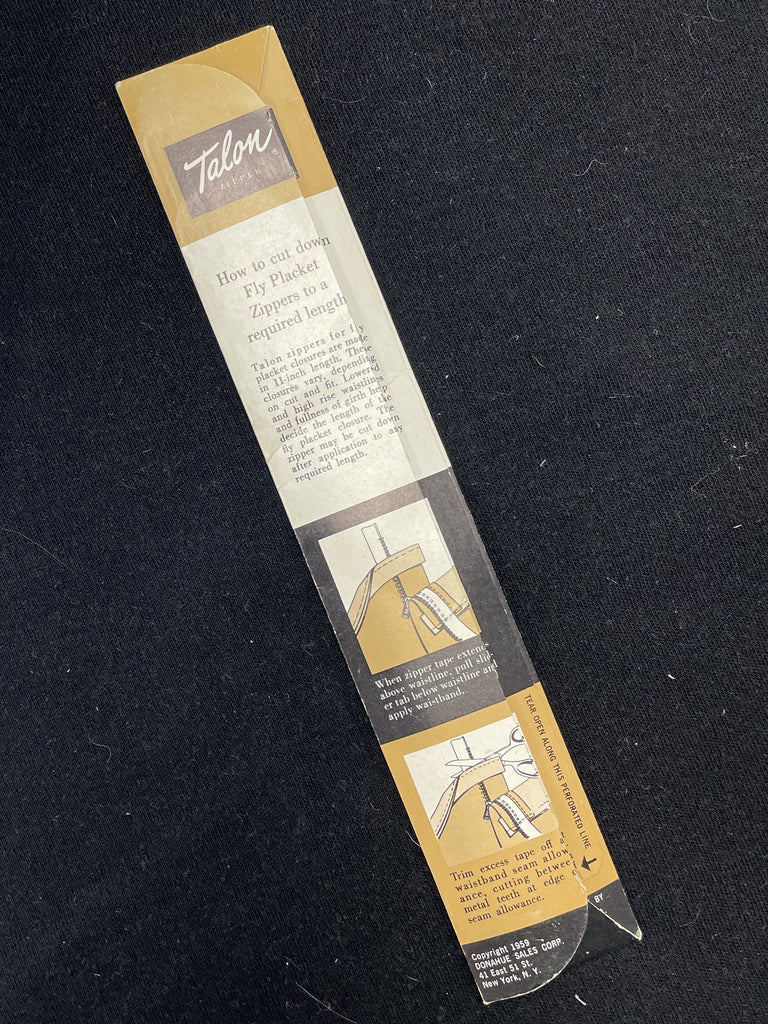 Talon®
ZIPPER
How to cut down
Fly Placket
Zippers to a
required length
Talon zippers for fly
placket closures are made
in 11-inch length. These
closures vary, depending
on cut and fit. Lowered
and high rise waistlines
and fullness of girth help
decide the length of the
fly placket closure. The
zipper may be cut down
after application to any
required length.
When zipper tape extends
above waistline, pull slid-
er tab below waistline and
apply waistband.
TEAR OPEN ALONG THIS PERFORATED LINE
Trim excess tape off at
waistband seam allow-
ance, cutting between
metal teeth at edge
seam allowance.
Copyright 1959
DONAHUE SALES CORP.
41 East 51 St.
New York, N. Y.
BY